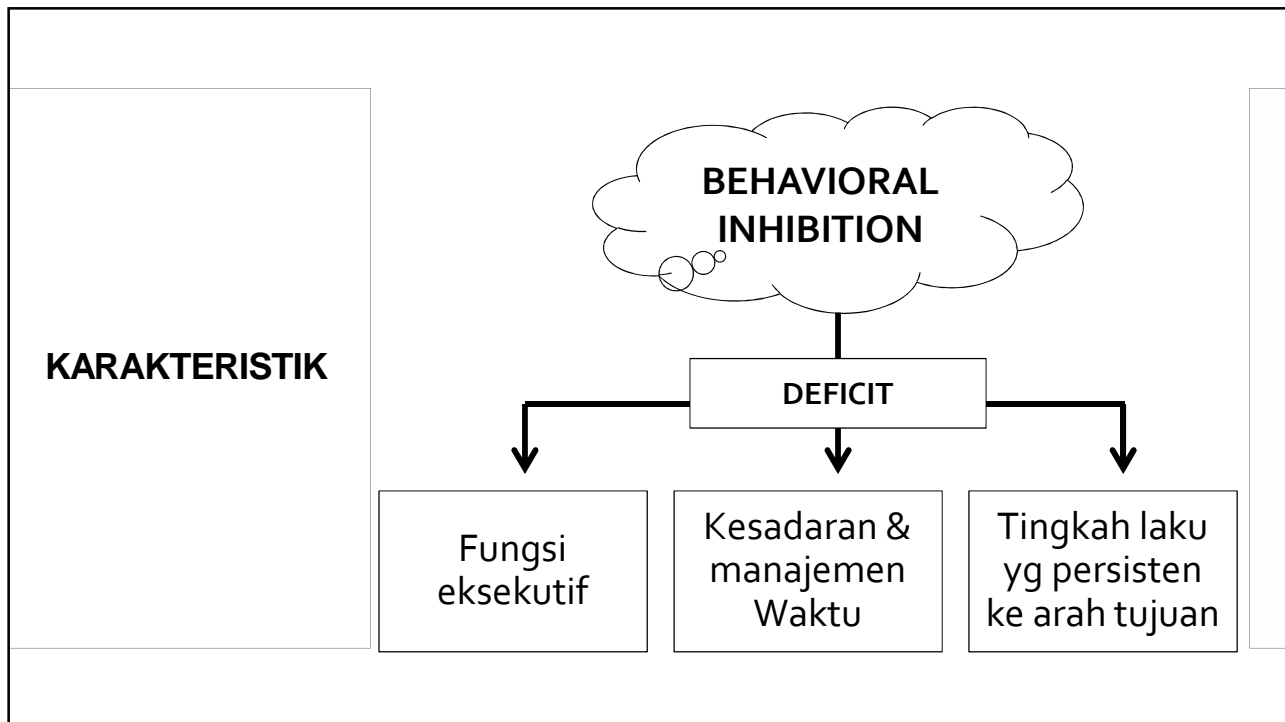 KARAKTERISTIK
BEHAVIORAL
INHIBITION
DEFICIT
Fungsi
eksekutif
Kesadaran &
manajemen
Waktu
Tingkah laku
yg persisten
ke arah tujuan